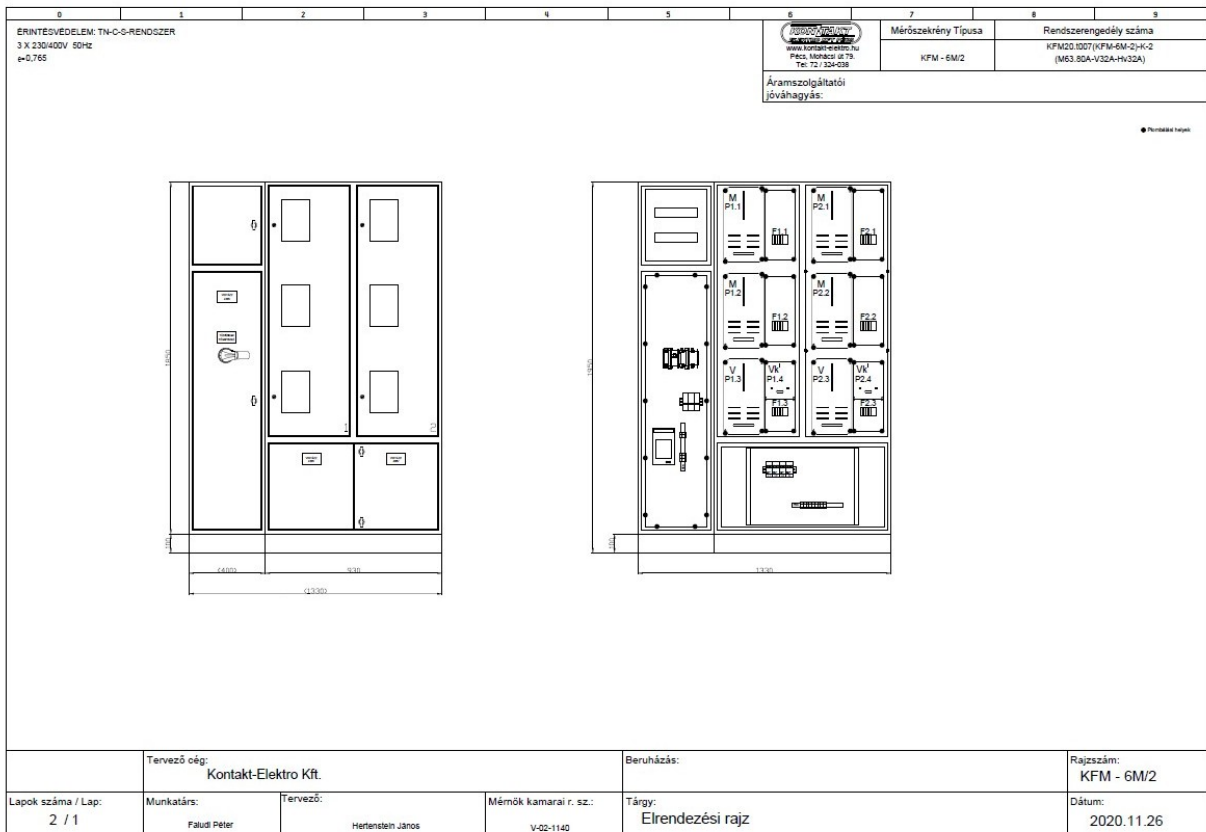 0 1 2 3 4 5 6 7 8 9
ÉRINTÉSVÉDELEM: TN-C-S-RENDSZER
3 X 230/400V 50Hz
e=0,765
KONTAKT
www.kontakt-elektro.hu
Pécs, Mohácsi út 79.
Tel: 72 / 324-038
Mérőszekrény Típusa
KFM - 6M/2
Rendszerengedély száma
KFM20.t007(KFM-6M-2)-K-2
(M63.80A-V32A-Hv32A)
Áramszolgáltatói
jóváhagyás:
Plombálási helyek
1
2
100
(400)
930
(1330)
M
P1.1
F1.1
M
P2.1
F2.1
M
P1.2
F1.2
M
P2.2
F2.2
V
P1.3
Vk
P1.4
F1.3
V
P2.3
Vk
P2.4
F2.3
100
1330
Tervező cég:
Kontakt-Elektro Kft.
Beruházás:
Rajzszám:
KFM - 6M/2
Lapok száma / Lap:
2 / 1
Munkatárs:
Faludi Péter
Tervező:
Hertenstein János
Mérnök kamarai r. sz.:
V-02-1140
Tárgy:
Elrendezési rajz
Dátum:
2020.11.26